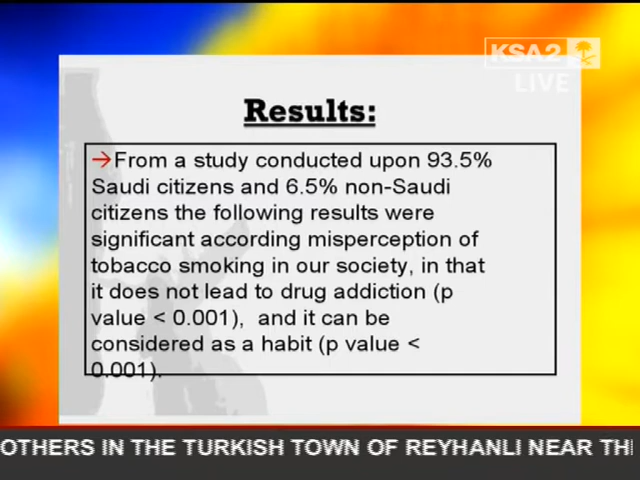 KSA2
LIVE
Results:
→From a study conducted upon 93.5%
Saudi citizens and 6.5% non-Saudi
citizens the following results were
significant according misperception of
tobacco smoking in our society, in that
it does not lead to drug addiction (p
value < 0.001),  and it can be
considered as a habit (p value <
0.001).
OTHERS IN THE TURKISH TOWN OF REYHANLI NEAR